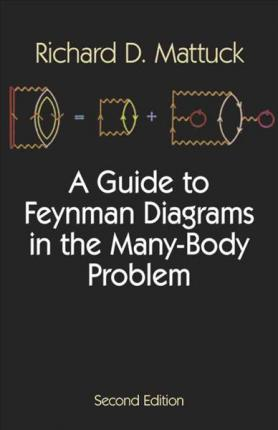 Richard D. Mattuck
=
+
A Guide to
Feynman Diagrams
in the Many-Body
Problem
Second Edition